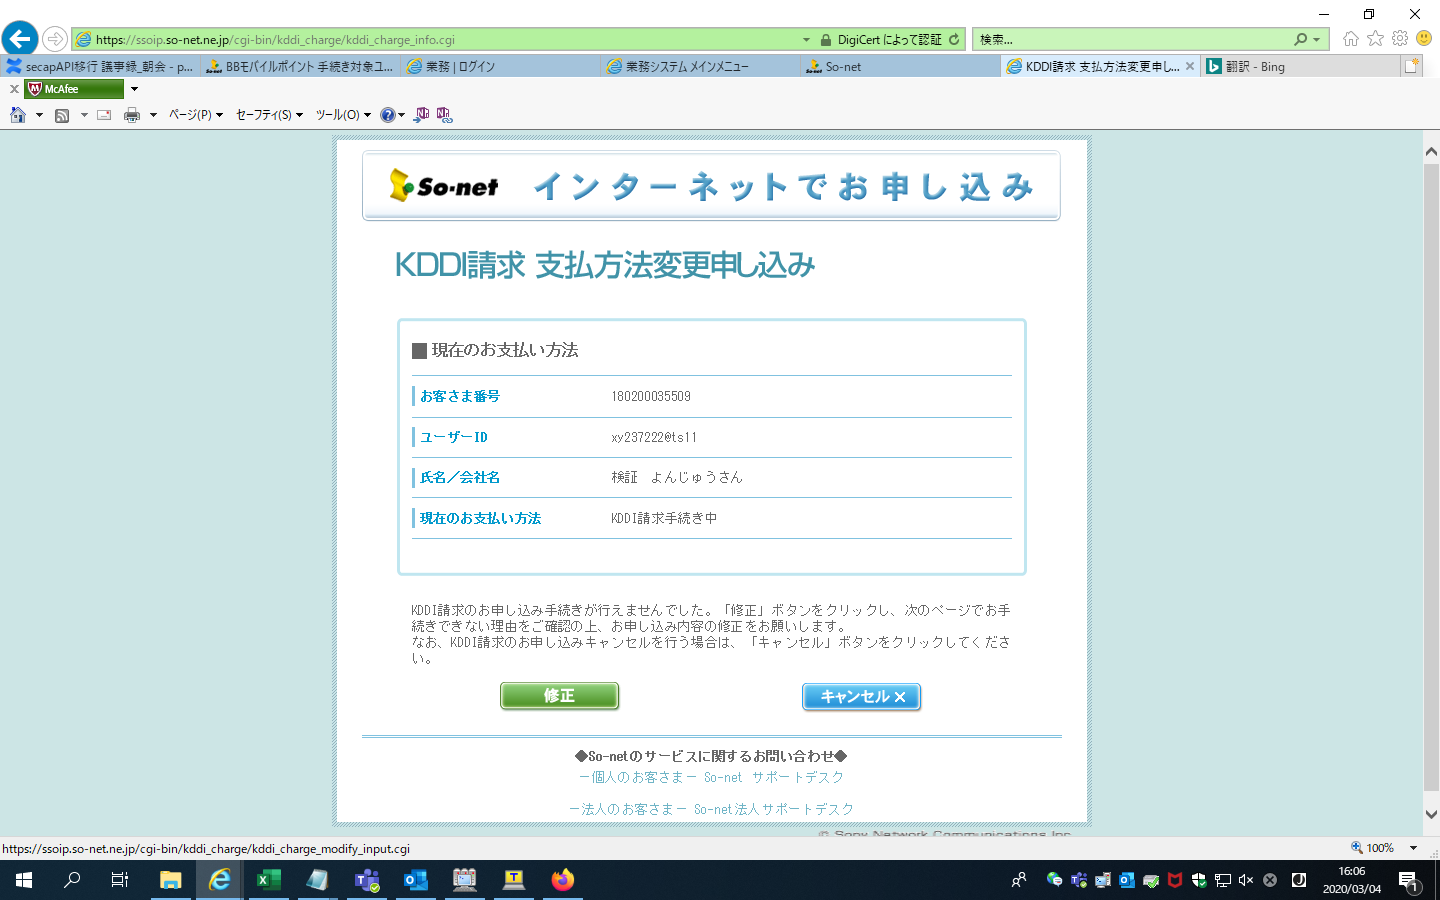 https://ssoip.so-net.ne.jp/cgi-bin/kddi_charge/kddi_charge_info.cgi
DigiCert によって認証
検索...
secapAPI移行 議事録_朝会 - p...
BBモバイルポイント 手続き対象ユ...
業務 | ログイン
業務システム メインメニュー
So-net
KDDI請求 支払方法変更申し...
翻訳 - Bing
McAfee
ページ(P)
セーフティ(S)
ツール(O)
So-net インターネットでお申し込み
KDDI請求 支払方法変更申し込み
■ 現在のお支払い方法
お客さま番号 180200035509
ユーザーID xy237222@ts11
氏名／会社名 検証　よんじゅうさん
現在のお支払い方法 KDDI請求手続き中
KDDI請求のお申し込み手続きが行えませんでした。「修正」ボタンをクリックし、次のページでお手
続きできない理由をご確認の上、お申し込み内容の修正をお願いします。
なお、KDDI請求のお申し込みキャンセルを行う場合は、「キャンセル」ボタンをクリックしてくださ
い。
修正
キャンセル ×
◆So-netのサービスに関するお問い合わせ◆
－個人のお客さま－ So-net サポートデスク
－法人のお客さま－ So-net法人サポートデスク
© Sony Network Communications Inc.
https://ssoip.so-net.ne.jp/cgi-bin/kddi_charge/kddi_charge_modify_input.cgi
100%
16:06
2020/03/04
1